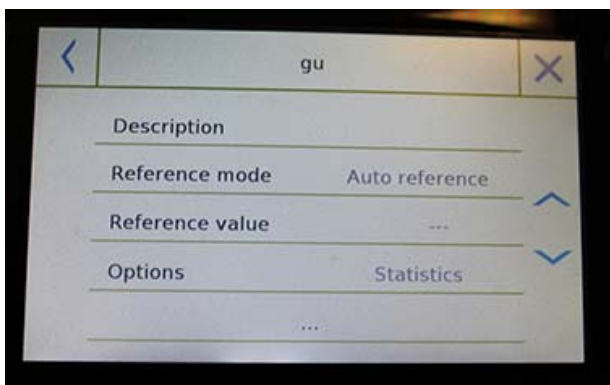 gu
Description
Reference mode Auto reference
Reference value ---
Options Statistics
...